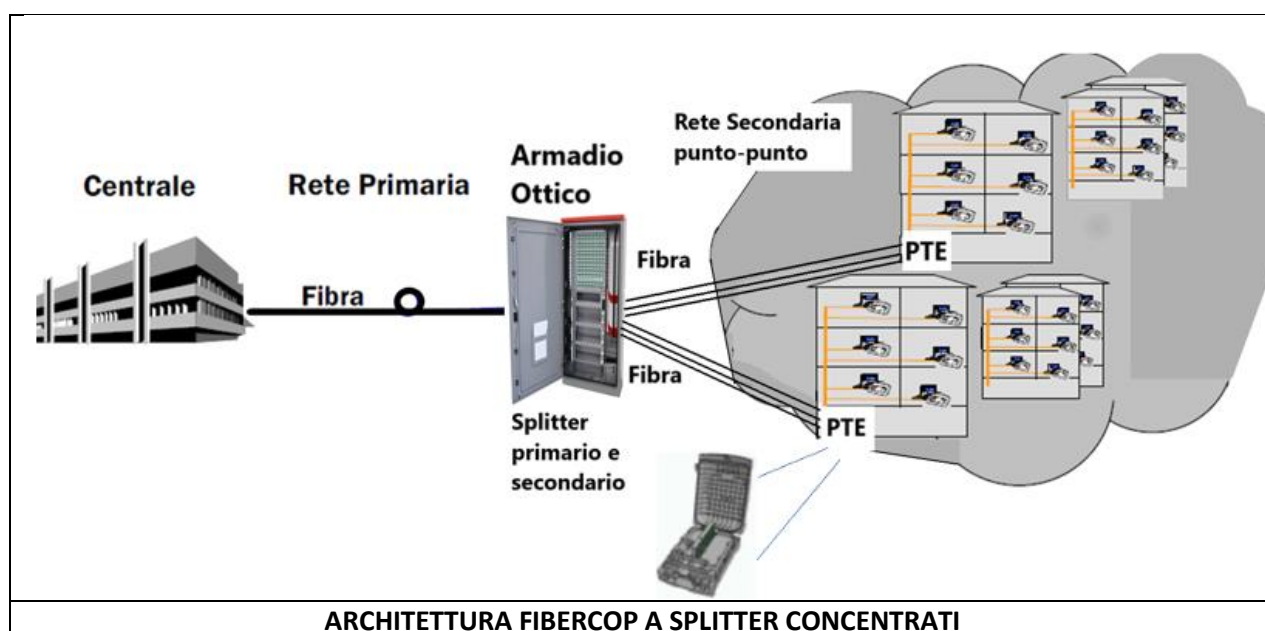 Centrale
Rete Primaria
Fibra
Armadio
Ottico
Splitter
primario e
secondario
Fibra
Fibra
Rete Secondaria
punto-punto
PTE
PTE
ARCHITETTURA FIBERCOP A SPLITTER CONCENTRATI